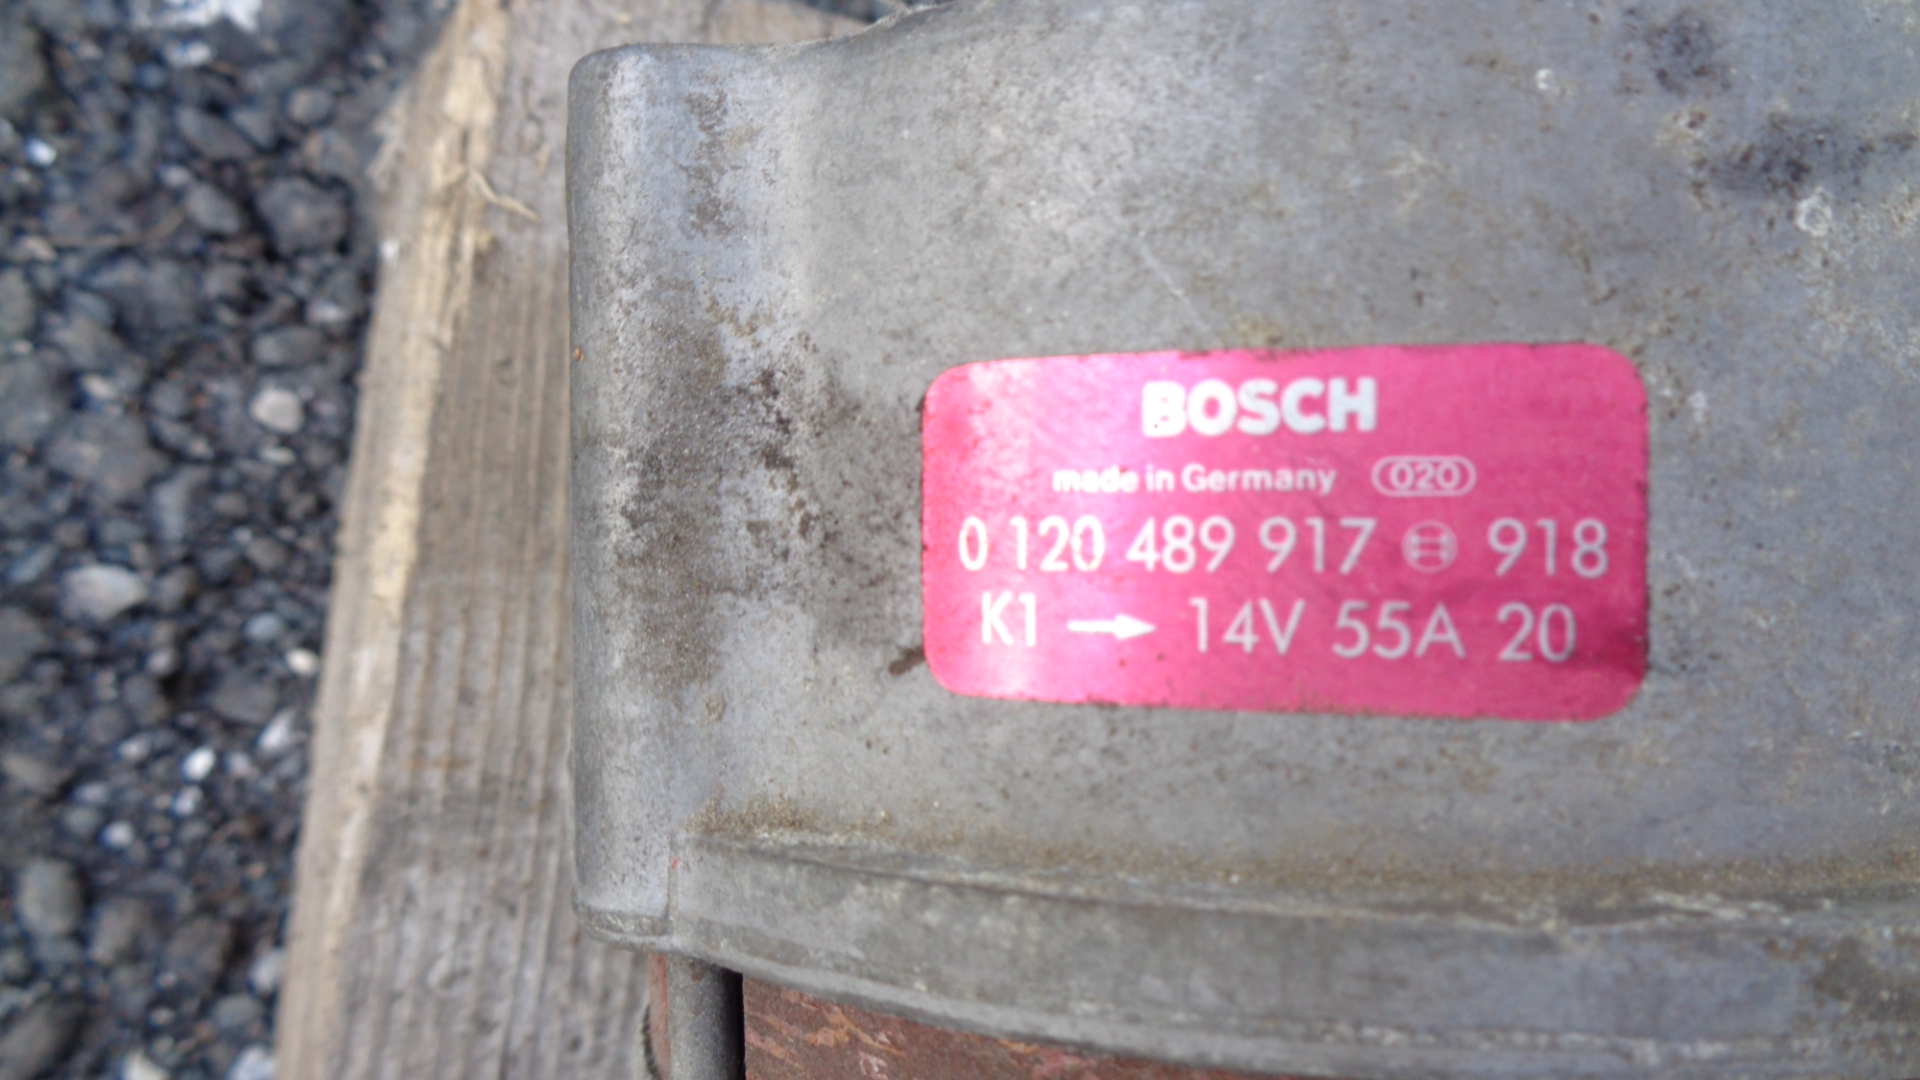 BOSCH
made in Germany 020
0 120 489 917 918
K1 → 14V 55A 20